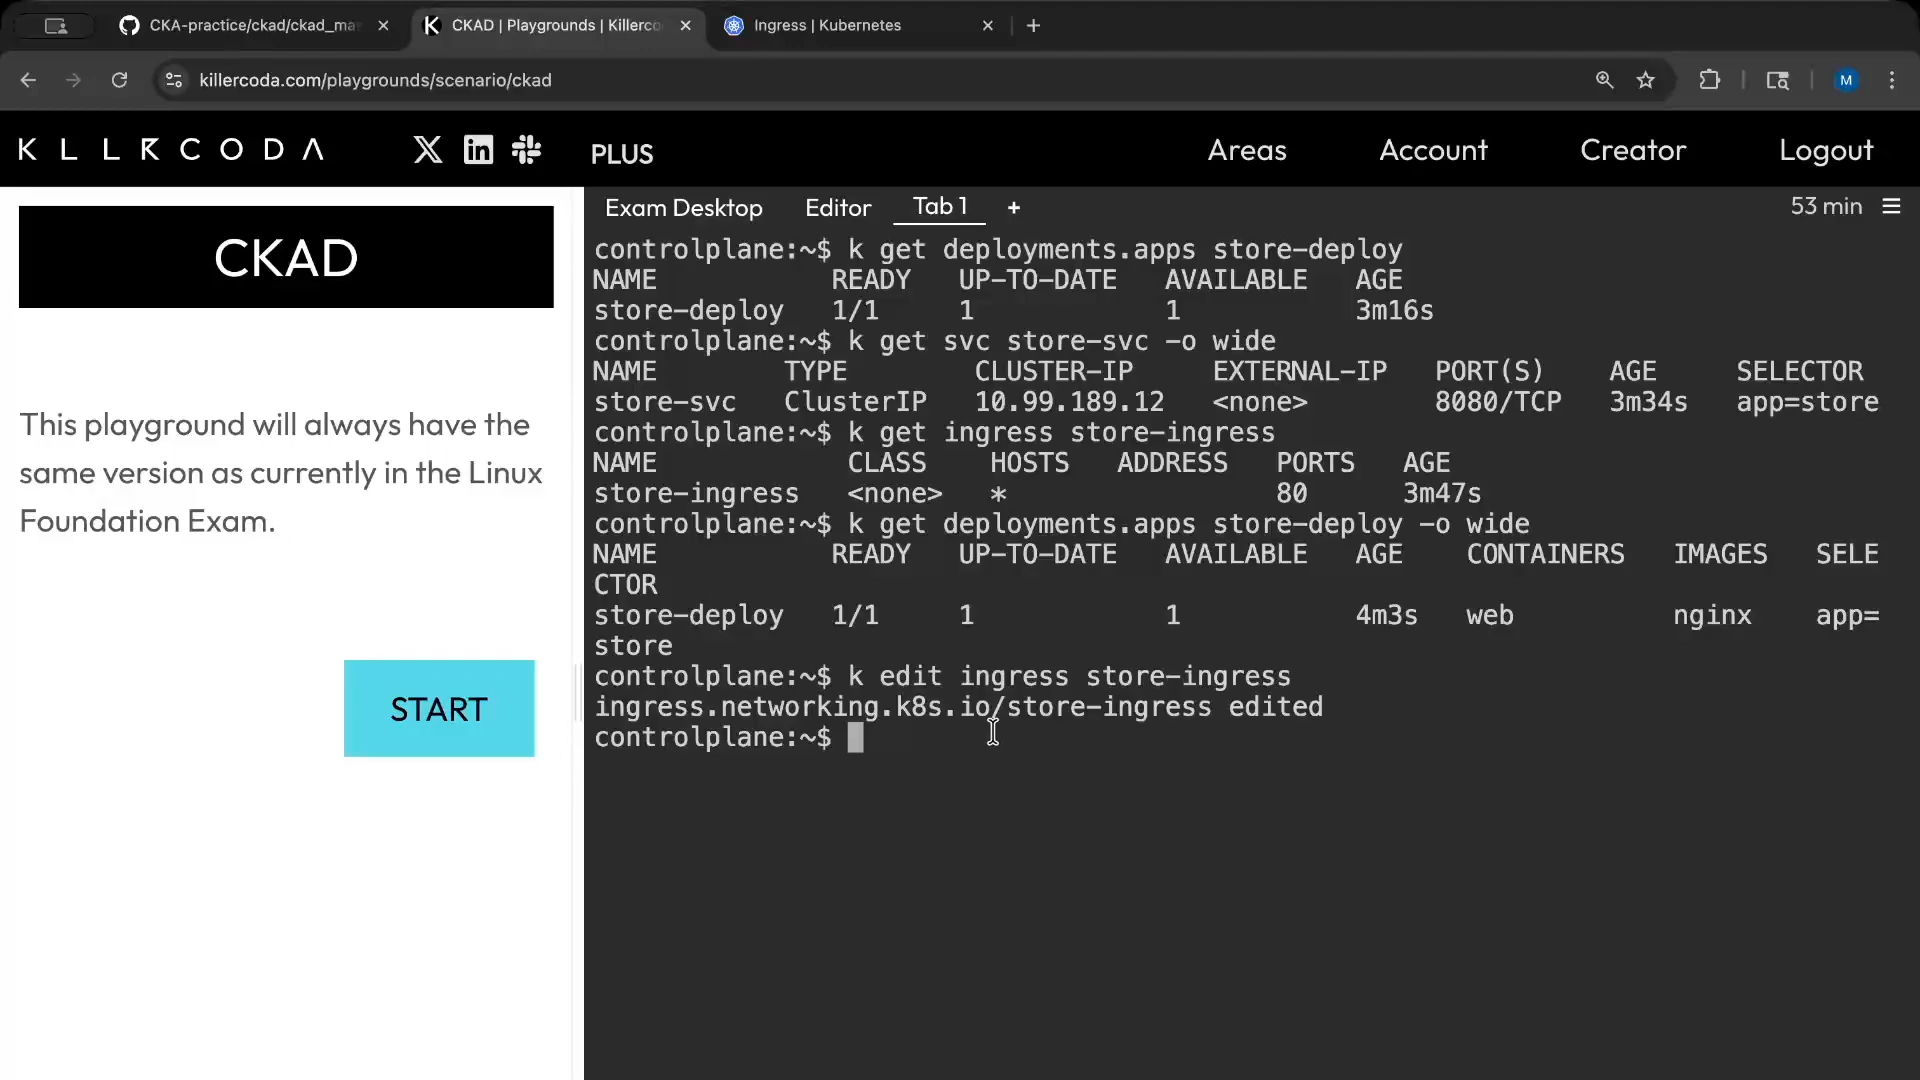 CKA-practice/ckad/ckad_ma
CKAD | Playgrounds | Killerco
Ingress | Kubernetes
killercoda.com/playgrounds/scenario/ckad
M
KLLRCODA
PLUS
Areas
Account
Creator
Logout
CKAD
This playground will always have the
same version as currently in the Linux
Foundation Exam.
START
Exam Desktop
Editor
Tab 1
+
53 min
controlplane:~$ k get deployments.apps store-deploy
NAME READY UP-TO-DATE AVAILABLE AGE
store-deploy 1/1 1 1 3m16s
controlplane:~$ k get svc store-svc -o wide
NAME TYPE CLUSTER-IP EXTERNAL-IP PORT(S) AGE SELECTOR
store-svc ClusterIP 10.99.189.12 <none> 8080/TCP 3m34s app=store
controlplane:~$ k get ingress store-ingress
NAME CLASS HOSTS ADDRESS PORTS AGE
store-ingress <none> * 80 3m47s
controlplane:~$ k get deployments.apps store-deploy -o wide
NAME READY UP-TO-DATE AVAILABLE AGE CONTAINERS IMAGES SELE
CTOR
store-deploy 1/1 1 1 4m3s web nginx app=
store
controlplane:~$ k edit ingress store-ingress
ingress.networking.k8s.io/store-ingress edited
controlplane:~$